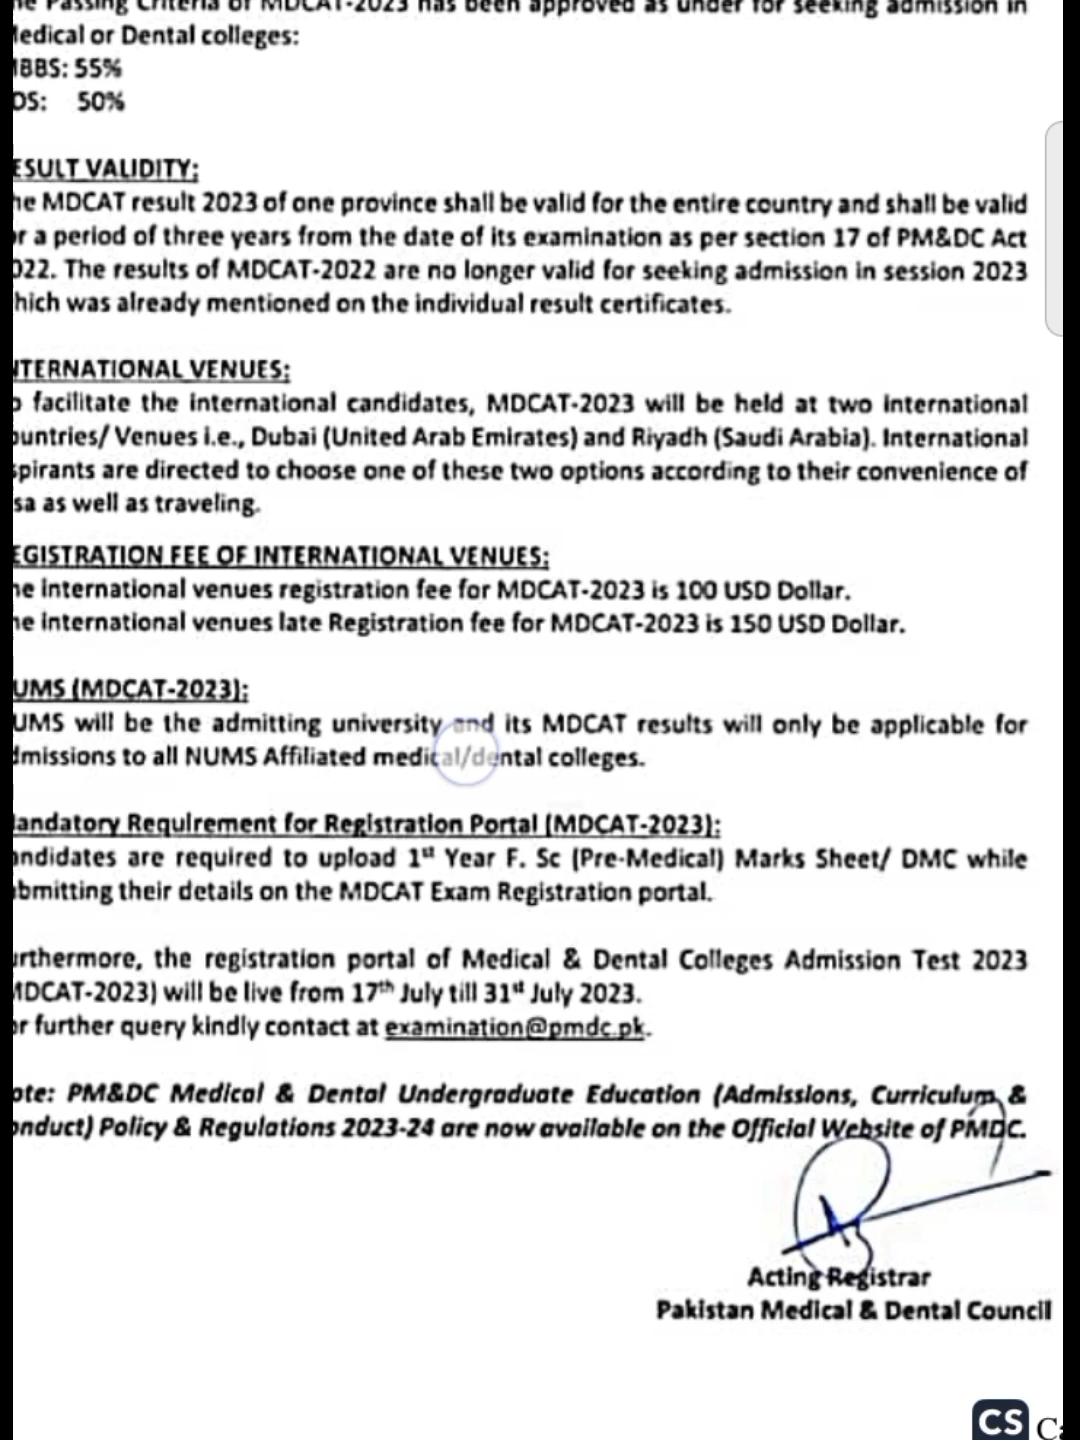 he Passing Criteria of MDCAT-2023 has been approved as under for seeking admission in
ledical or Dental colleges:
IBBS: 55%
DS: 50%
ESULT VALIDITY:
he MDCAT result 2023 of one province shall be valid for the entire country and shall be valid
or a period of three years from the date of its examination as per section 17 of PM&DC Act
022. The results of MDCAT-2022 are no longer valid for seeking admission in session 2023
hich was already mentioned on the individual result certificates.
ITERNATIONAL VENUES:
o facilitate the international candidates, MDCAT-2023 will be held at two International
ountries/ Venues i.e., Dubai (United Arab Emirates) and Riyadh (Saudi Arabia). International
spirants are directed to choose one of these two options according to their convenience of
sa as well as traveling.
EGISTRATION FEE OF INTERNATIONAL VENUES:
he international venues registration fee for MDCAT-2023 is 100 USD Dollar.
he international venues late Registration fee for MDCAT-2023 is 150 USD Dollar.
UMS (MDCAT-2023):
UMS will be the admitting university and its MDCAT results will only be applicable for
dmissions to all NUMS Affiliated medical/dental colleges.
landatory Requirement for Registration Portal (MDCAT-2023):
andidates are required to upload 1st Year F. Sc (Pre-Medical) Marks Sheet/ DMC while
ubmitting their details on the MDCAT Exam Registration portal.
urthermore, the registration portal of Medical & Dental Colleges Admission Test 2023
MDCAT-2023) will be live from 17th July till 31st July 2023.
or further query kindly contact at examination@pmdc.pk.
ote: PM&DC Medical & Dental Undergraduate Education (Admissions, Curriculum &
onduct) Policy & Regulations 2023-24 are now available on the Official Website of PMDC.
Acting Registrar
Pakistan Medical & Dental Council
CS Ca